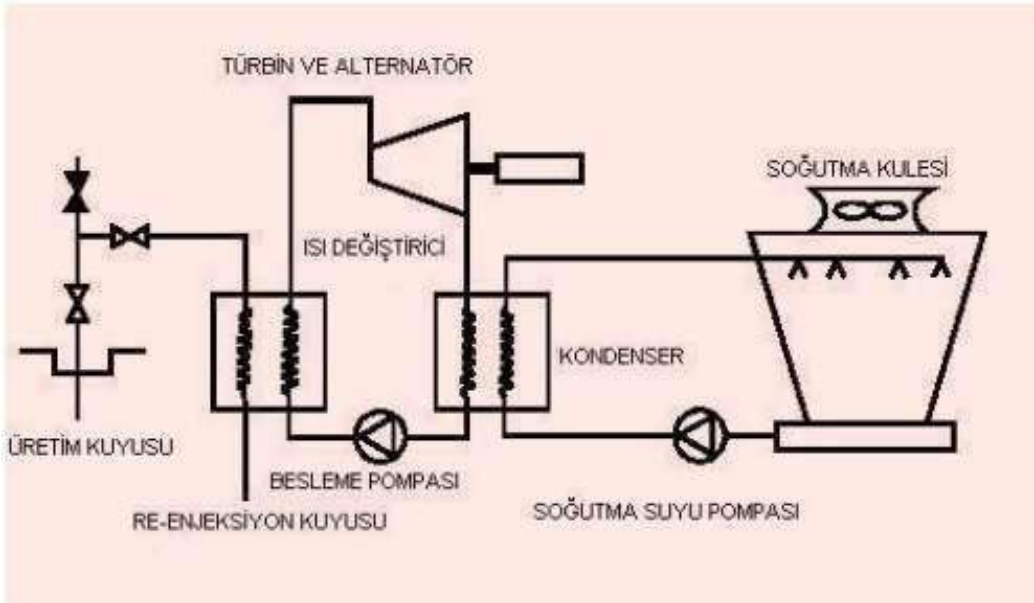 TÜRBİN VE ALTERNATÖR
SOĞUTMA KULESİ
ISI DEĞİŞTİRİCİ
KONDENSER
ÜRETİM KUYUSU
BESLEME POMPASI
RE-ENJEKSİYON KUYUSU
SOĞUTMA SUYU POMPASI